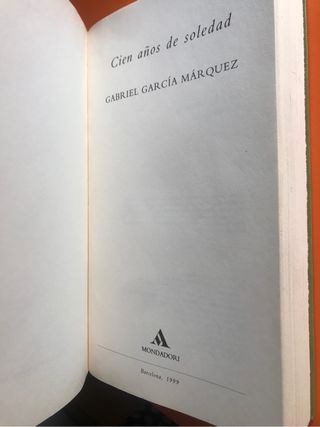 Cien años de soledad
GABRIEL GARCÍA MÁRQUEZ
MONDADORI
Barcelona, 1999